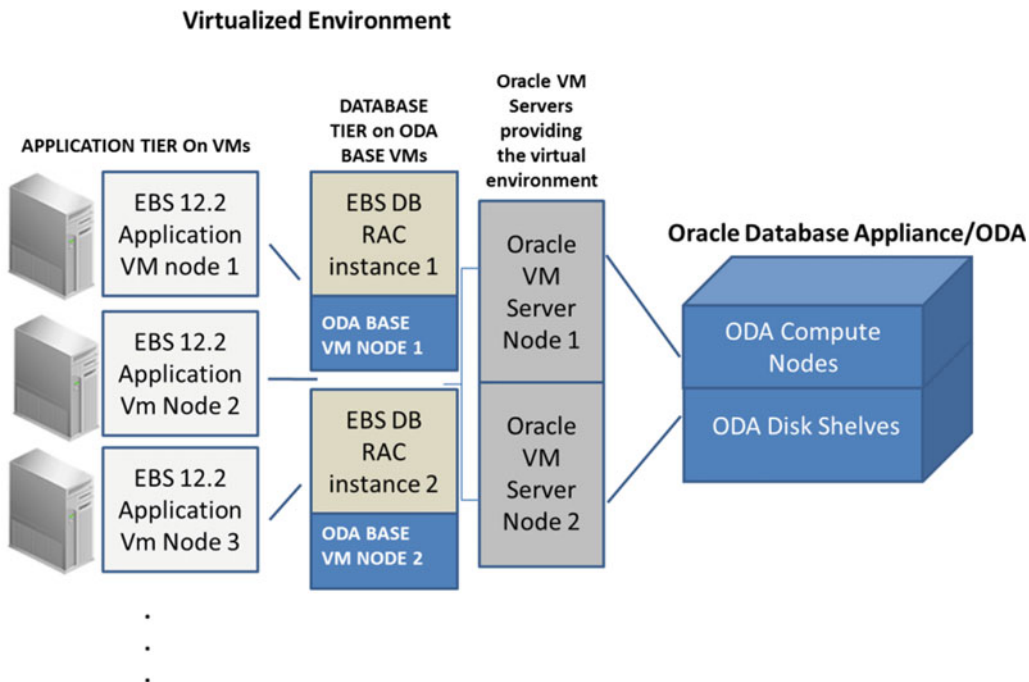 Virtualized Environment
APPLICATION TIER On VMs
EBS 12.2
Application
VM node 1
EBS 12.2
Application
Vm Node 2
EBS 12.2
Application
Vm Node 3
.
.
.
DATABASE
TIER on ODA
BASE VMs
EBS DB
RAC
instance 1
ODA BASE
VM NODE 1
EBS DB
RAC
instance 2
ODA BASE
VM NODE 2
Oracle VM
Servers
providing
the virtual
environment
Oracle
VM
Server
Node 1
Oracle
VM
Server
Node 2
Oracle Database Appliance/ODA
ODA Compute
Nodes
ODA Disk Shelves